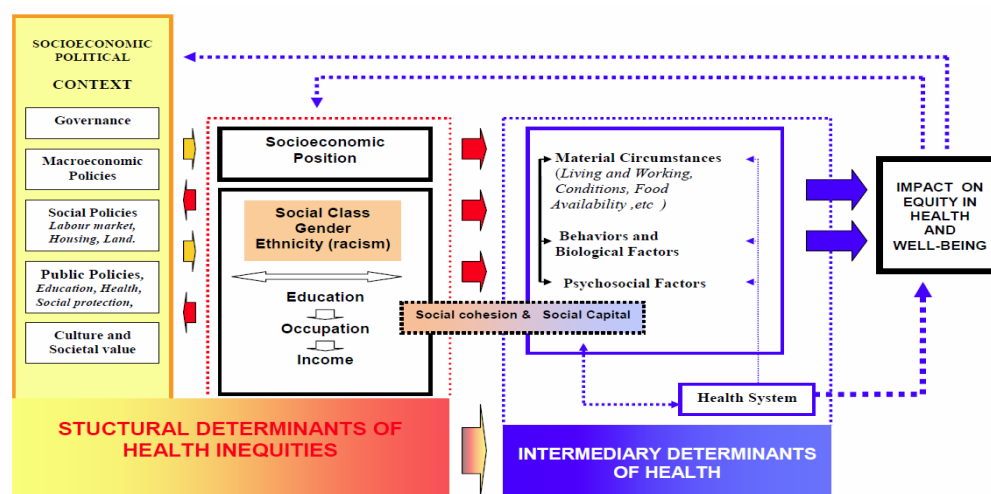 SOCIOECONOMIC
POLITICAL
CONTEXT
Governance
Macroeconomic
Policies
Social Policies
Labour market,
Housing, Land.
Public Policies,
Education, Health,
Social protection,
Culture and
Societal value
Socioeconomic
Position
Social Class
Gender
Ethnicity (racism)
Education
Occupation
Income
Social cohesion & Social Capital
Material Circumstances
(Living and Working,
Conditions, Food
Availability ,etc )
Behaviors and
Biological Factors
Psychosocial Factors
Health System
IMPACT ON
EQUITY IN
HEALTH
AND
WELL-BEING
STUCTURAL DETERMINANTS OF
HEALTH INEQUITIES
INTERMEDIARY DETERMINANTS
OF HEALTH